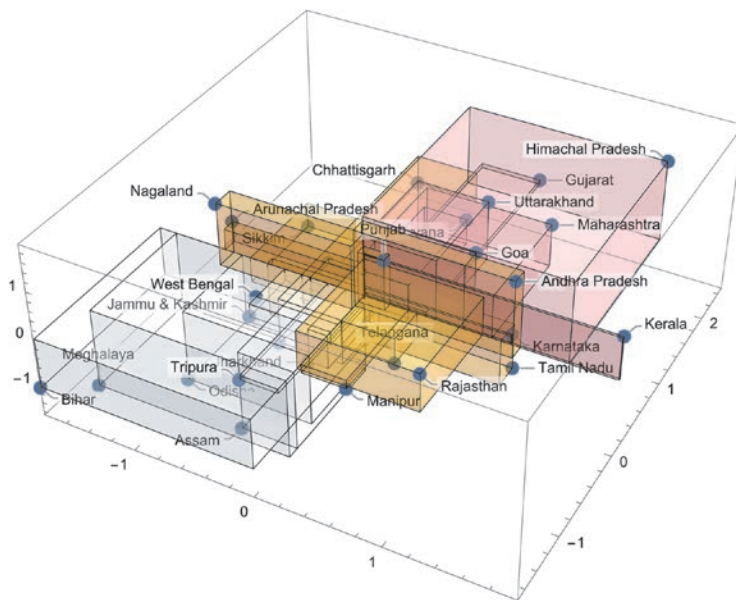 Himachal Pradesh
Chhattisgarh
Gujarat
Nagaland
Uttarakhand
Arunachal Pradesh
Maharashtra
Punjab
Sikkim
Goa
West Bengal
Andhra Pradesh
Jammu & Kashmir
Telangana
Kerala
Karnataka
Meghalaya
Tripura
Jharkhand
Tamil Nadu
Rajasthan
Odisha
Manipur
Bihar
Assam
1
0
-1
-1
0
1
2
1
0
-1